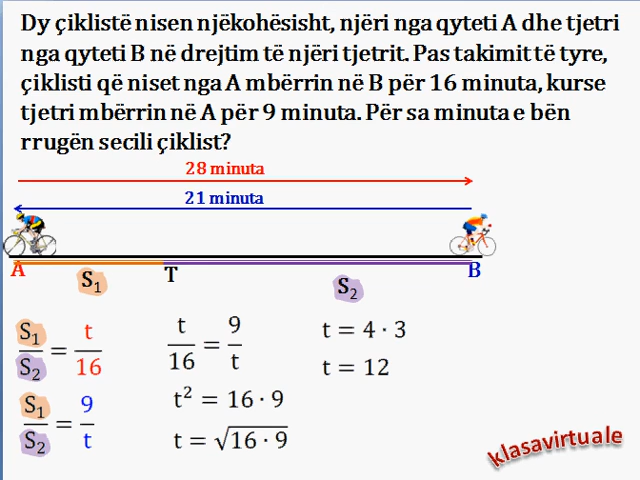 Dy çiklistë nisen njëkohësisht, njëri nga qyteti A dhe tjetri
nga qyteti B në drejtim të njëri tjetrit. Pas takimit të tyre,
çiklisti që niset nga A mbërrin në B për 16 minuta, kurse
tjetri mbërrin në A për 9 minuta. Për sa minuta e bën
rrugën secili çiklist?
28 minuta
21 minuta
A S₁ T S₂ B
S₁/S₂ = t/16
t/16 = 9/t
t = 4 · 3
t = 12
S₁/S₂ = 9/t
t² = 16 · 9
t = √(16 · 9)
klasavirtuale